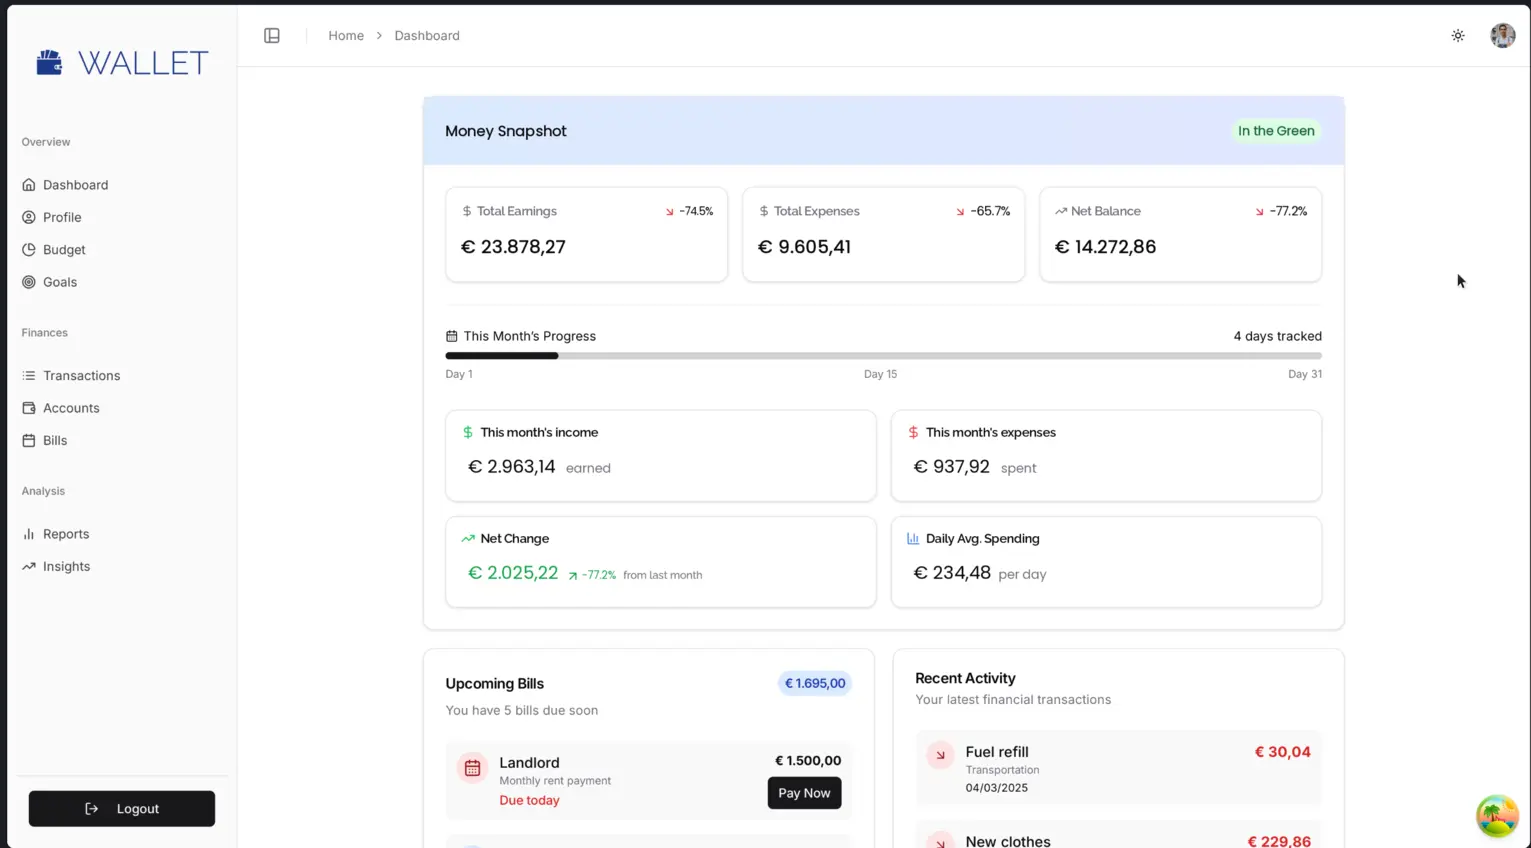 WALLET
Overview
Dashboard
Profile
Budget
Goals
Finances
Transactions
Accounts
Bills
Analysis
Reports
Insights
Logout
Home > Dashboard
Money Snapshot
In the Green
$ Total Earnings
-74.5%
€ 23.878,27
$ Total Expenses
-65.7%
€ 9.605,41
Net Balance
-77.2%
€ 14.272,86
This Month's Progress
4 days tracked
Day 1
Day 15
Day 31
$ This month's income
€ 2.963,14 earned
$ This month's expenses
€ 937,92 spent
Net Change
€ 2.025,22 -77.2% from last month
Daily Avg. Spending
€ 234,48 per day
Upcoming Bills
€ 1.695,00
You have 5 bills due soon
Landlord
€ 1.500,00
Monthly rent payment
Due today
Pay Now
Recent Activity
Your latest financial transactions
Fuel refill
€ 30,04
Transportation
04/03/2025
New clothes
€ 229,86